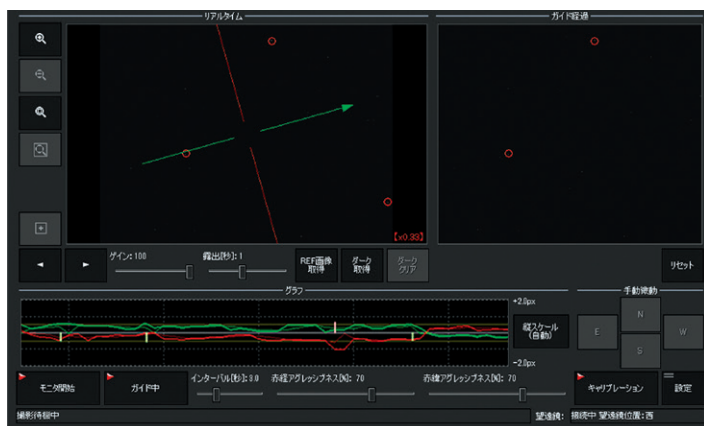 リアルタイム
ガイド経過
【x0.33】
ゲイン:100
露出[秒]:1
REF画像
取得
ダーク
取得
ダーク
クリア
リセット
グラフ
手動微動
+2.0px
-2.0px
縦スケール
(自動)
N
E
W
S
モニタ開始
ガイド中
インターバル[秒]:3.0
赤経アグレッシブネス[%]: 70
赤緯アグレッシブネス[%]: 70
キャリブレーション
設定
撮影待機中
望遠鏡: 接続中 望遠鏡位置:西